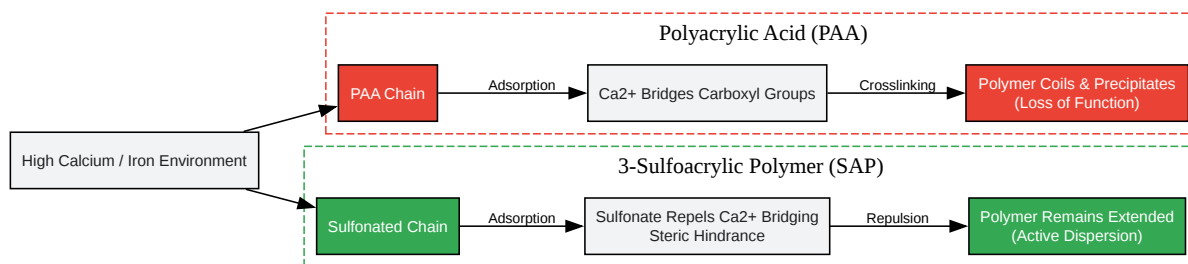 Polyacrylic Acid (PAA)
PAA Chain
Adsorption
Ca2+ Bridges Carboxyl Groups
Crosslinking
Polymer Coils & Precipitates
(Loss of Function)
High Calcium / Iron Environment
3-Sulfoacrylic Polymer (SAP)
Sulfonated Chain
Adsorption
Sulfonate Repels Ca2+ Bridging
Steric Hindrance
Repulsion
Polymer Remains Extended
(Active Dispersion)